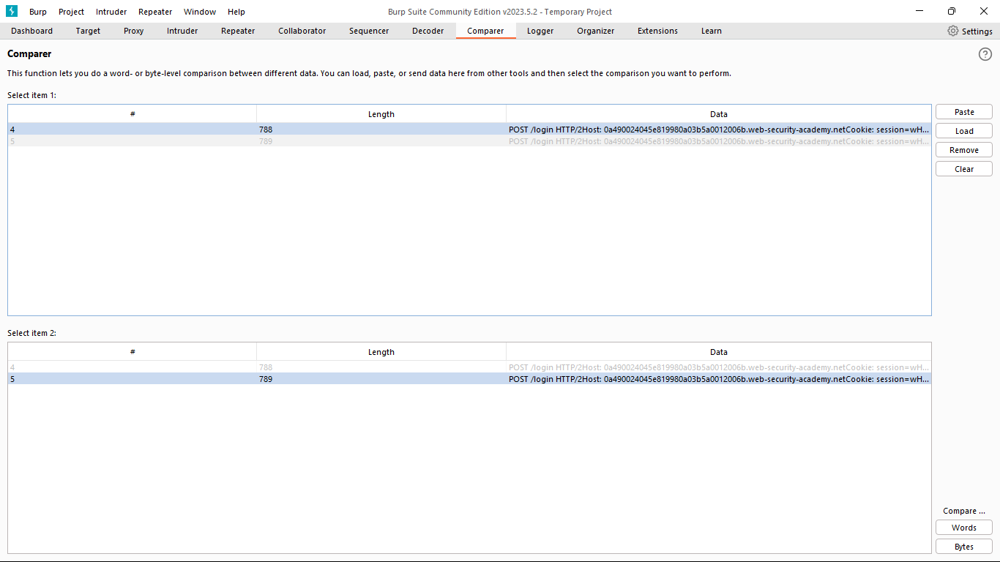 Burp Project Intruder Repeater Window Help Burp Suite Community Edition v2023.5.2 - Temporary Project
Dashboard Target Proxy Intruder Repeater Collaborator Sequencer Decoder Comparer Logger Organizer Extensions Learn Settings
Comparer
?
This function lets you do a word- or byte-level comparison between different data. You can load, paste, or send data here from other tools and then select the comparison you want to perform.
Select item 1:
# Length Data
4 788 POST /login HTTP/2Host: 0a490024045e819980a03b5a0012006b.web-security-academy.netCookie: session=wH...
5 789 POST /login HTTP/2Host: 0a490024045e819980a03b5a0012006b.web-security-academy.netCookie: session=wH...
Paste
Load
Remove
Clear
Select item 2:
# Length Data
4 788 POST /login HTTP/2Host: 0a490024045e819980a03b5a0012006b.web-security-academy.netCookie: session=wH...
5 789 POST /login HTTP/2Host: 0a490024045e819980a03b5a0012006b.web-security-academy.netCookie: session=wH...
Compare ...
Words
Bytes